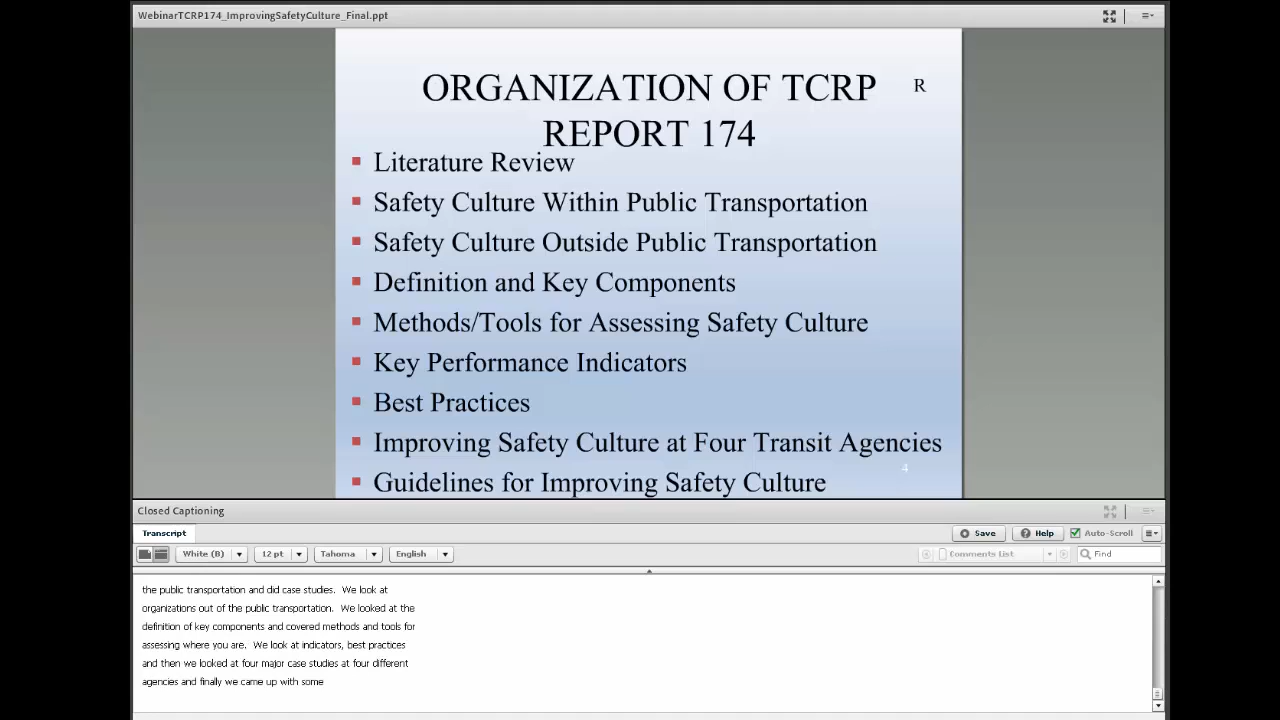 WebinarTCRP174_ImprovingSafetyCulture_Final.ppt
ORGANIZATION OF TCRP
R
REPORT 174
Literature Review
Safety Culture Within Public Transportation
Safety Culture Outside Public Transportation
Definition and Key Components
Methods/Tools for Assessing Safety Culture
Key Performance Indicators
Best Practices
Improving Safety Culture at Four Transit Agencies
4
Guidelines for Improving Safety Culture
Closed Captioning
Transcript
Save
Help
Auto-Scroll
White (B)
12 pt
Tahoma
English
Comments List
Find
the public transportation and did case studies. We look at
organizations out of the public transportation. We looked at the
definition of key components and covered methods and tools for
assessing where you are. We look at indicators, best practices
and then we looked at four major case studies at four different
agencies and finally we came up with some